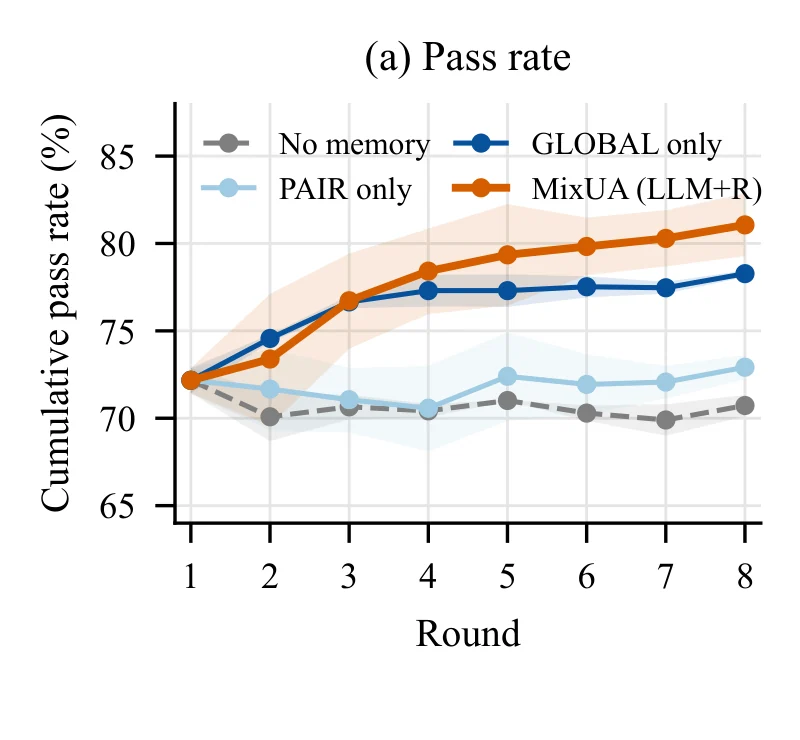 (a) Pass rate
Cumulative pass rate (%)
85
80
75
70
65
No memory
GLOBAL only
PAIR only
MixUA (LLM+R)
1 2 3 4 5 6 7 8
Round